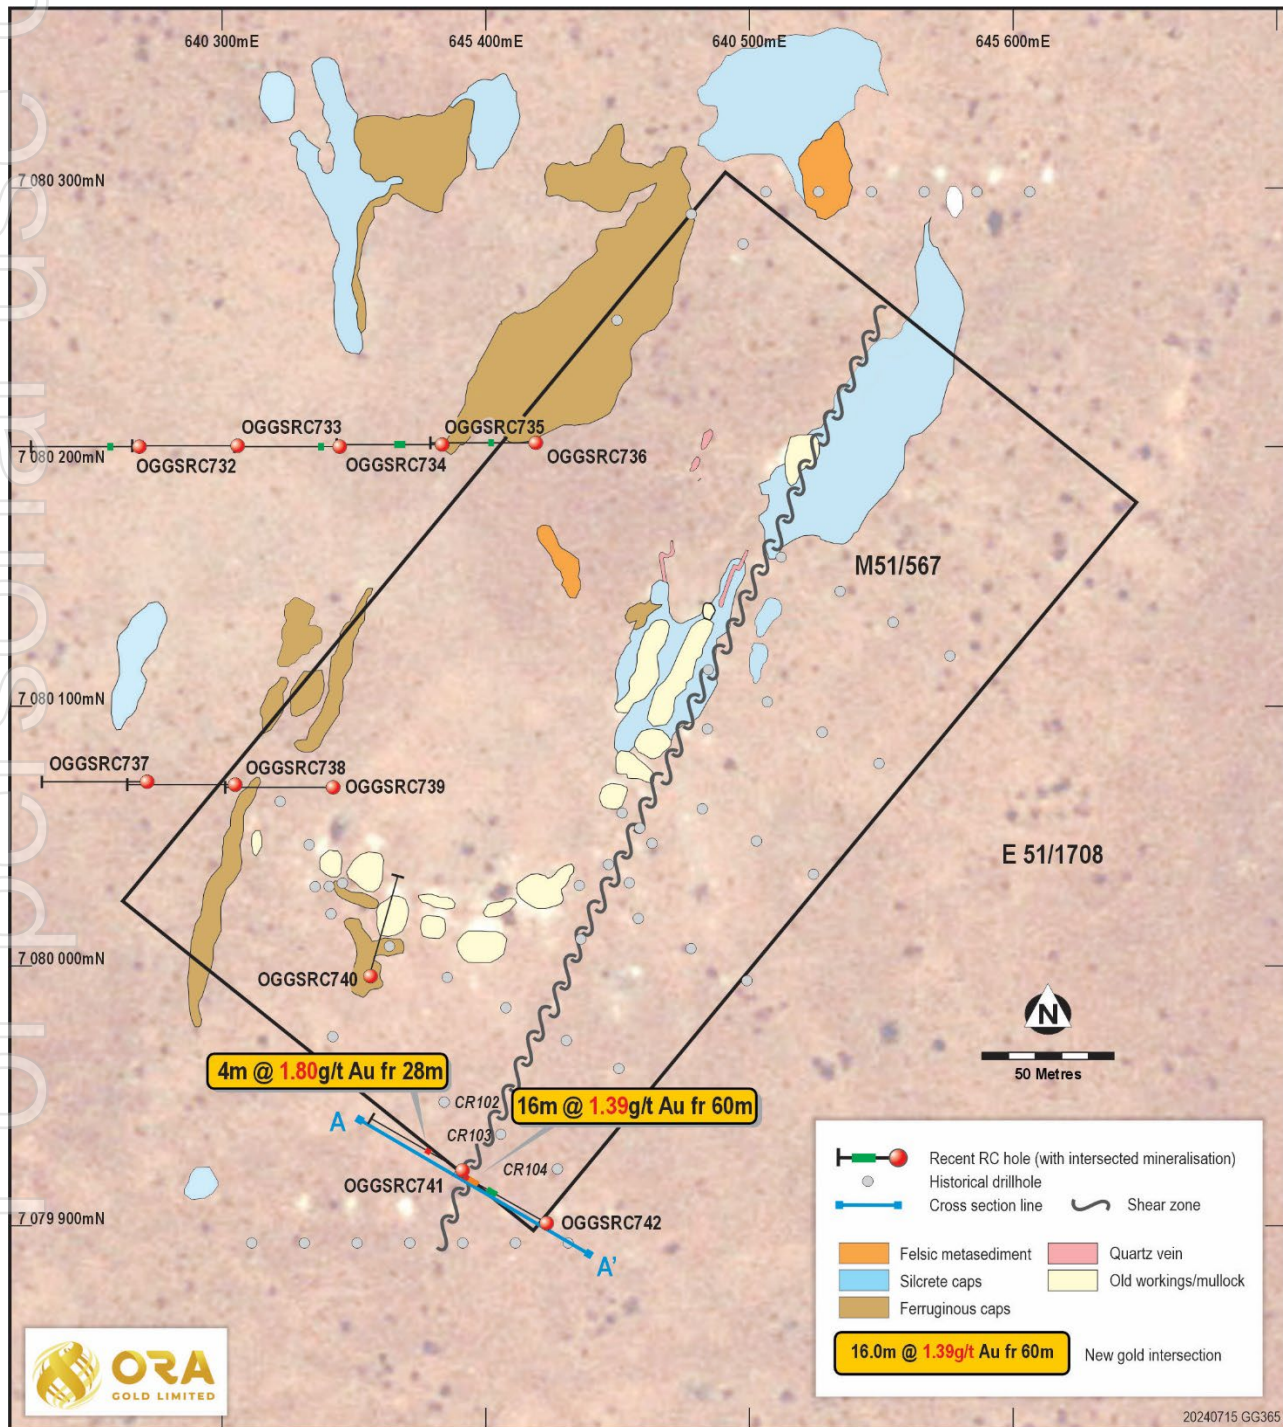 640 300mE
645 400mE
640 500mE
645 600mE
7 080 300mN
OGGSRC733
OGGSRC735
OGGSRC732
OGGSRC734
OGGSRC736
7 080 200mN
M51/567
7 080 100mN
OGGSRC737
OGGSRC738
OGGSRC739
E 51/1708
7 080 000mN
OGGSRC740
N
50 Metres
4m @ 1.80g/t Au fr 28m
16m @ 1.39g/t Au fr 60m
CR102
A
CR103
CR104
OGGSRC741
7 079 900mN
OGGSRC742
A'
Recent RC hole (with intersected mineralisation)
Historical drillhole
Cross section line
Shear zone
Felsic metasediment
Quartz vein
Silcrete caps
Old workings/mullock
Ferruginous caps
16.0m @ 1.39g/t Au fr 60m
New gold intersection
ORA
GOLD LIMITED
20240715 GG365
or personal use o